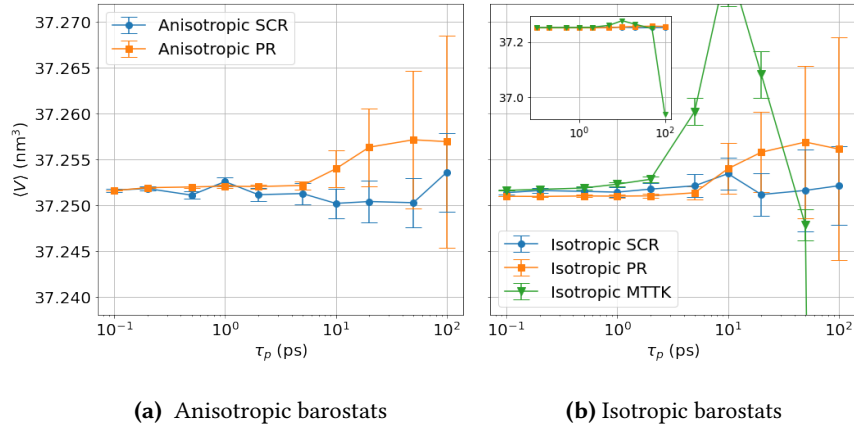 37.270
37.265
37.260
37.255
37.250
37.245
37.240
⟨V⟩ (nm³)
Anisotropic SCR
Anisotropic PR
10⁻¹ 10⁰ 10¹ 10²
τₚ (ps)
37.2
37.0
10⁰ 10²
Isotropic SCR
Isotropic PR
Isotropic MTTK
10⁻¹ 10⁰ 10¹ 10²
τₚ (ps)
(a) Anisotropic barostats
(b) Isotropic barostats